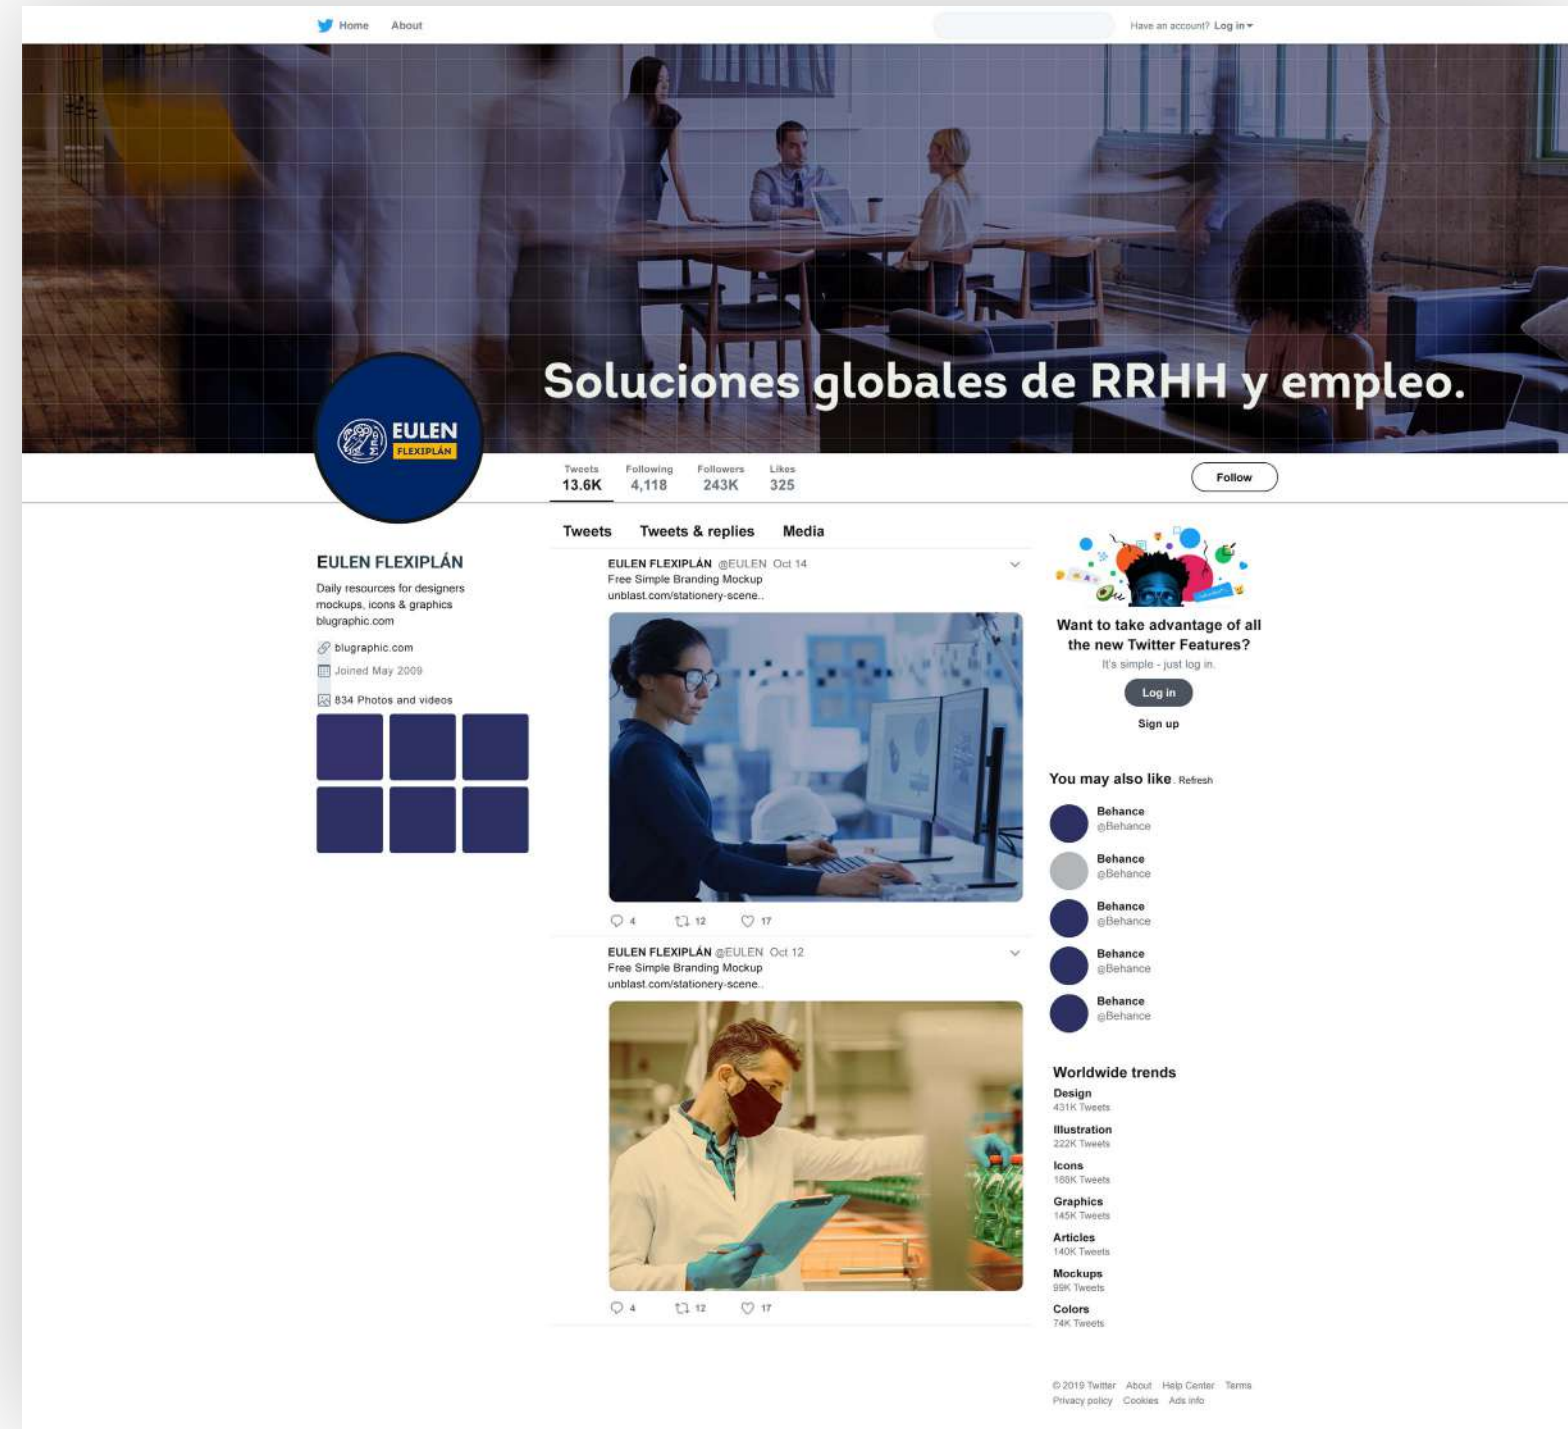 Home About
Have an account? Log in
Soluciones globales de RRHH y empleo.
EULEN
FLEXIPLÁN
Tweets Following Followers Likes
13.6K 4,118 243K 325
Follow
EULEN FLEXIPLÁN
Daily resources for designers
mockups, icons & graphics
blugraphic.com
blugraphic.com
Joined May 2009
834 Photos and videos
Tweets Tweets & replies Media
EULEN FLEXIPLÁN @EULEN Oct 14
Free Simple Branding Mockup
unblast.com/stationery-scene..
4 12 17
EULEN FLEXIPLÁN @EULEN Oct 12
Free Simple Branding Mockup
unblast.com/stationery-scene..
4 12 17
Want to take advantage of all
the new Twitter Features?
It's simple - just log in.
Log in
Sign up
You may also like . Refresh
Behance
@Behance
Behance
@Behance
Behance
@Behance
Behance
@Behance
Behance
@Behance
Worldwide trends
Design
431K Tweets
Illustration
222K Tweets
Icons
188K Tweets
Graphics
145K Tweets
Articles
140K Tweets
Mockups
99K Tweets
Colors
74K Tweets
© 2019 Twitter About Help Center Terms
Privacy policy Cookies Ads info